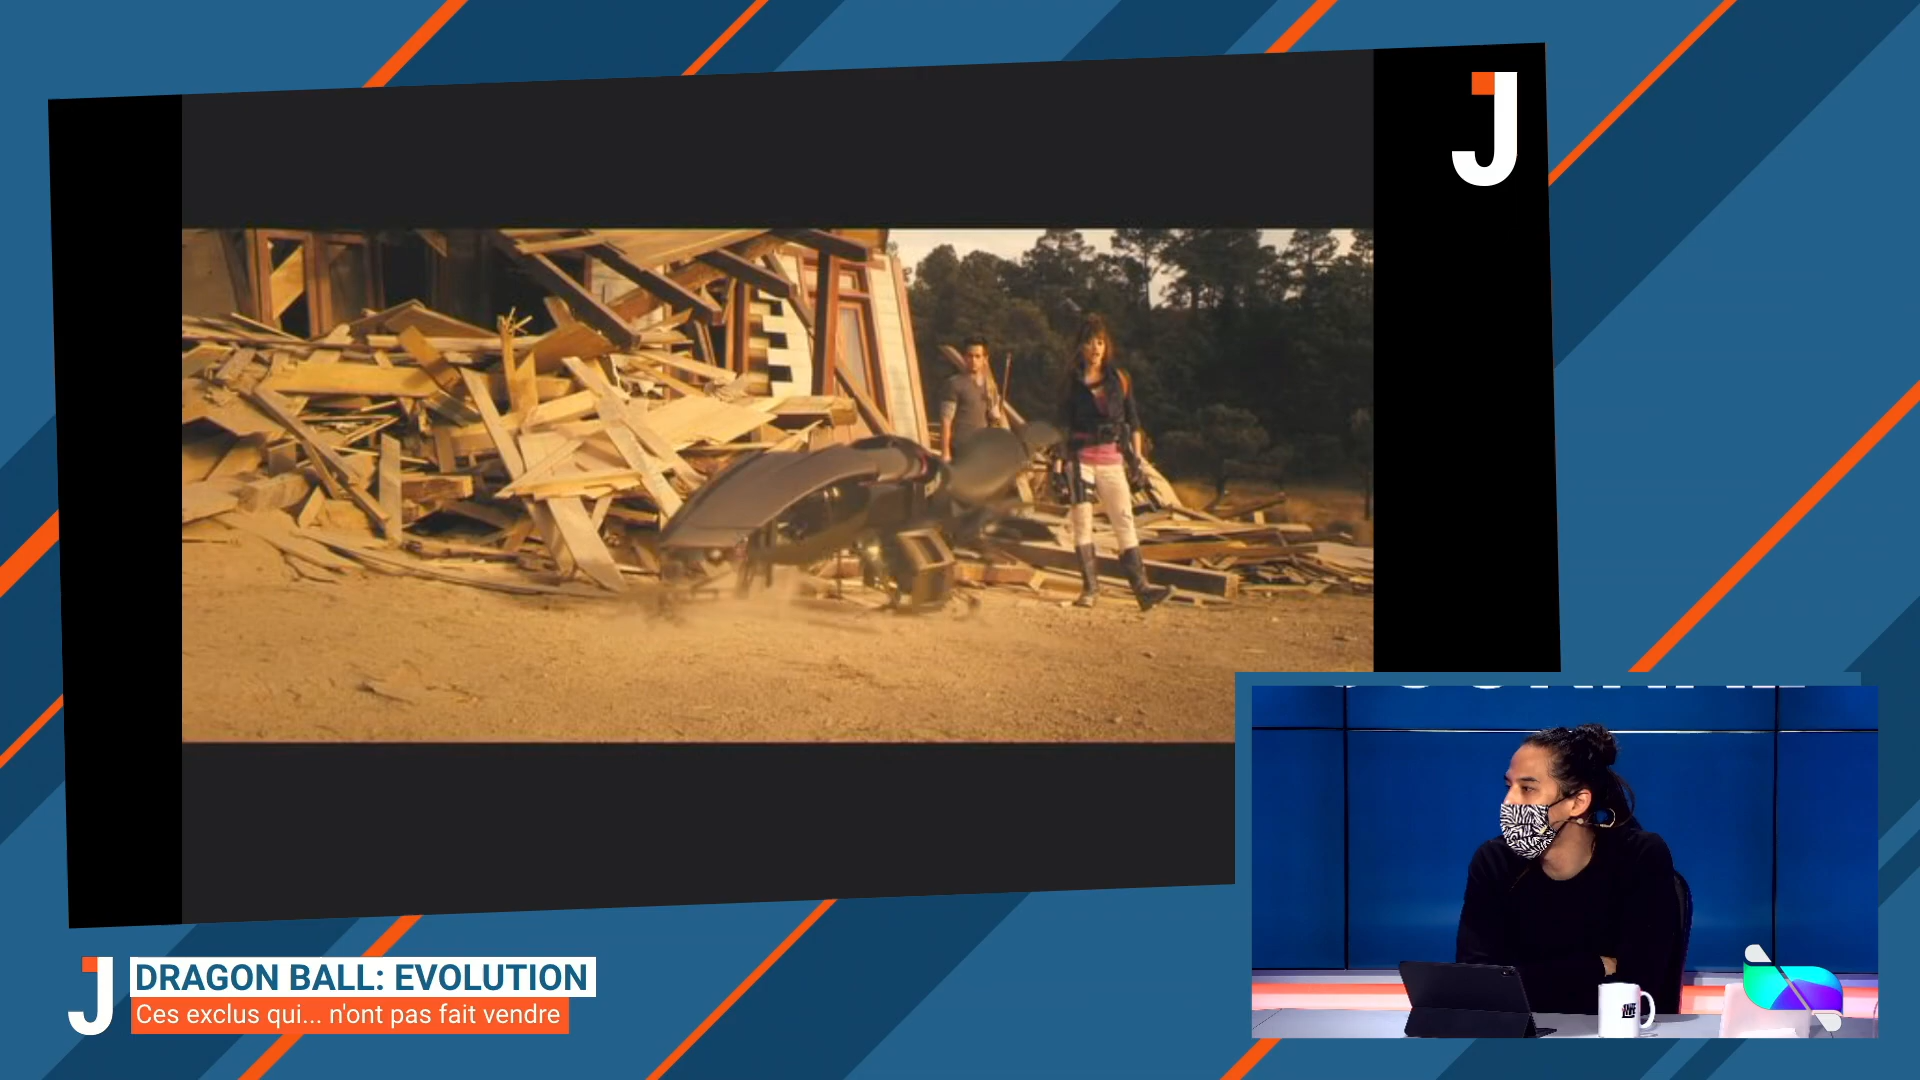 J
J
DRAGON BALL: EVOLUTION
Ces exclus qui... n'ont pas fait vendre